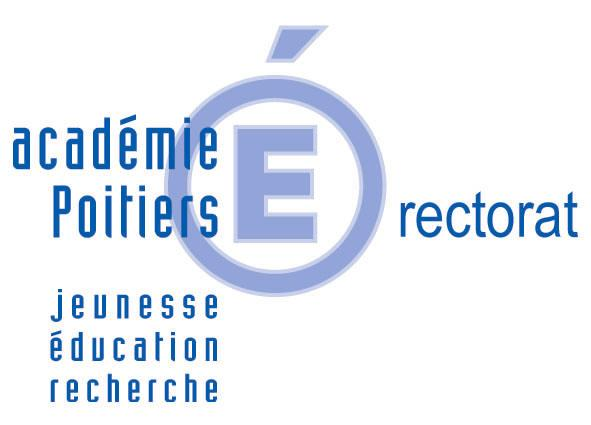 académie
Poitiers
É
rectorat
jeunesse
éducation
recherche